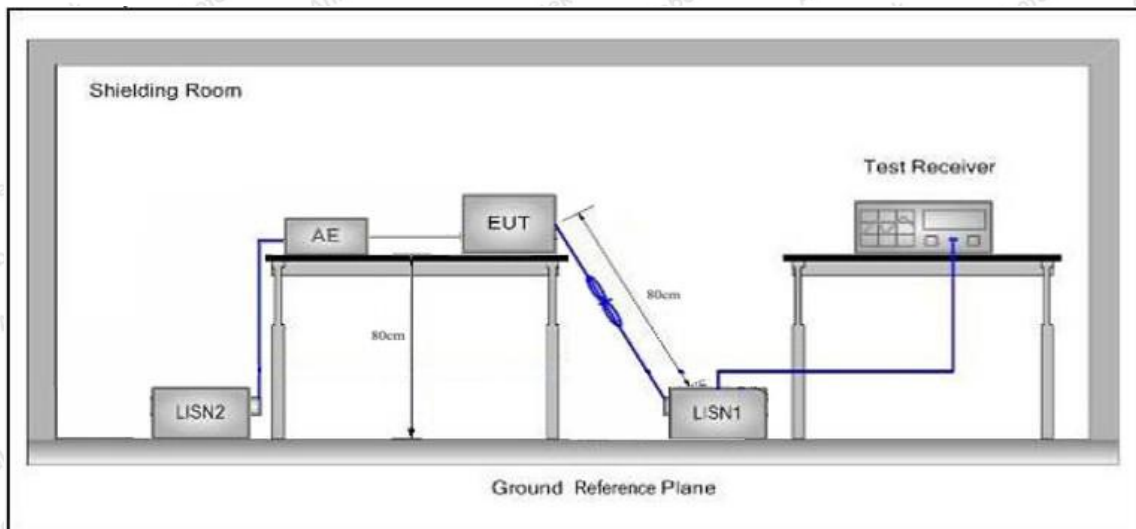 Shielding Room
Test Receiver
AE
EUT
80cm
80cm
LISN2
LISN1
Ground Reference Plane